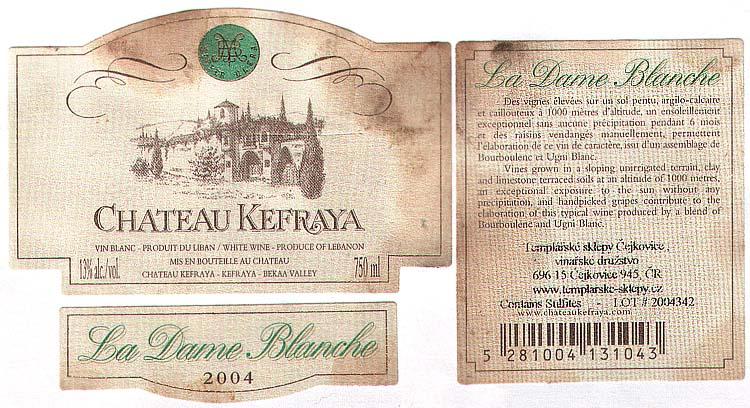 CHATEAU KEFRAYA
VIN BLANC - PRODUIT DU LIBAN / WHITE WINE - PRODUCE OF LEBANON
MIS EN BOUTEILLE AU CHATEAU
13% alc./vol.
CHATEAU KEFRAYA - KEFRAYA - BEKAA VALLEY
750 ml
La Dame Blanche
2004
La Dame Blanche
Des vignes élevées sur un sol pentu, argilo-calcaire
et caillouteux à 1000 mètres d'altitude, un ensoleillement
exceptionnel sans aucune précipitation pendant 6 mois
et des raisins vendangés manuellement, permettent
l'élaboration de ce vin de caractère, issu d'un assemblage de
Bourboulenc et Ugni Blanc.
Vines grown in a sloping unirrigated terrain, clay
and limestone terraced soils at an altitude of 1000 metres,
an exceptional exposure to the sun without any
precipitation, and handpicked grapes contribute to the
elaboration of this typical wine produced by a blend of
Bourboulenc and Ugni Blanc.
Templářské sklepy Čejkovice,
vinařské družstvo
696 15 Čejkovice 945, ČR
www.templarske-sklepy.cz
Contains Sulfites - LOT # 2004342
www.chateaukefraya.com
5 281004 131043